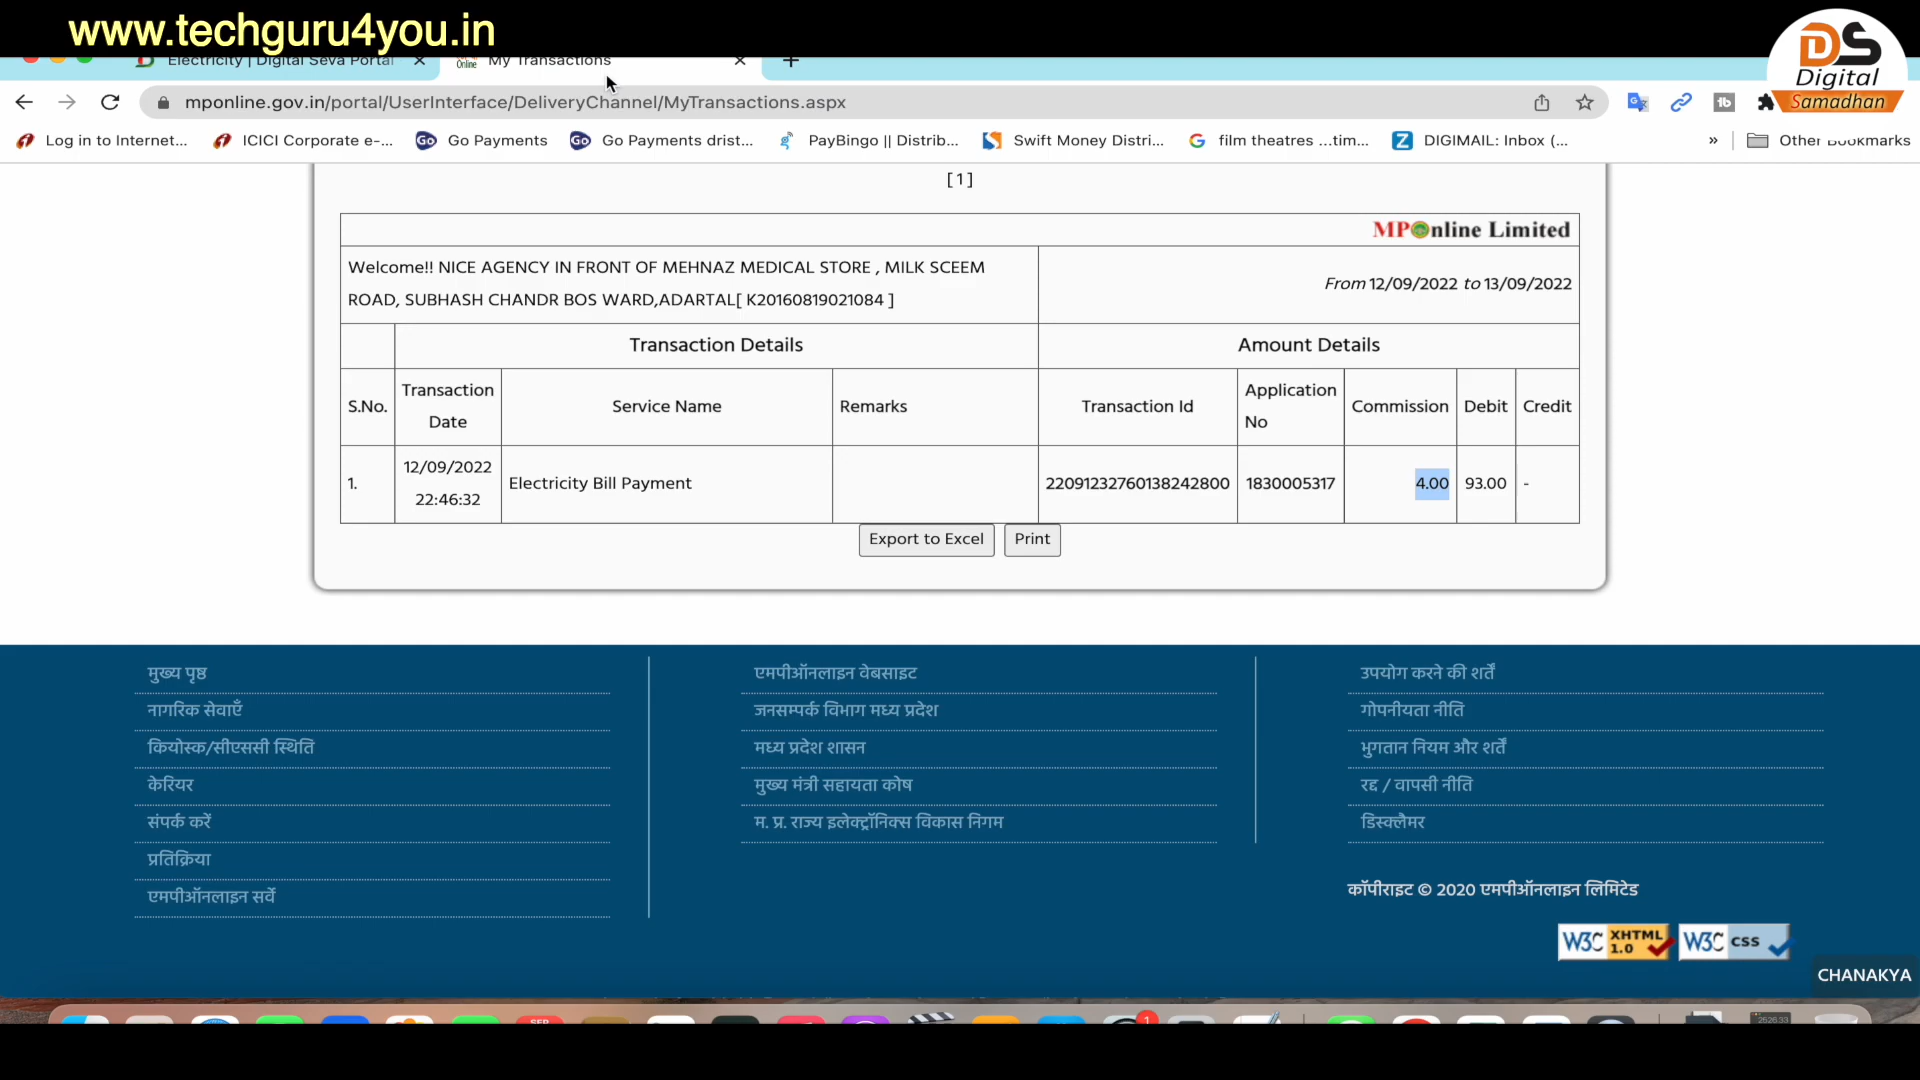 www.techguru4you.in
DS
Digital
Samadhan
Electricity | Digital Seva Portal
My Transactions
mponline.gov.in/portal/UserInterface/DeliveryChannel/MyTransactions.aspx
Log in to Internet... ICICI Corporate e-... Go Payments Go Payments drist... PayBingo || Distrib... Swift Money Distri... film theatres ...tim... DIGIMAIL: Inbox (... » Other Bookmarks
[1]
MPOnline Limited
Welcome!! NICE AGENCY IN FRONT OF MEHNAZ MEDICAL STORE , MILK SCEEM
ROAD, SUBHASH CHANDR BOS WARD,ADARTAL[ K20160819021084 ]
From 12/09/2022 to 13/09/2022
Transaction Details Amount Details
S.No. Transaction Date Service Name Remarks Transaction Id Application No Commission Debit Credit
1. 12/09/2022 22:46:32 Electricity Bill Payment 22091232760138242800 1830005317 4.00 93.00 -
Export to Excel Print
मुख्य पृष्ठ
नागरिक सेवाएँ
कियोस्क/सीएससी स्थिति
केरियर
संपर्क करें
प्रतिक्रिया
एमपीऑनलाइन सर्वे
एमपीऑनलाइन वेबसाइट
जनसम्पर्क विभाग मध्य प्रदेश
मध्य प्रदेश शासन
मुख्य मंत्री सहायता कोष
म. प्र. राज्य इलेक्ट्रॉनिक्स विकास निगम
उपयोग करने की शर्तें
गोपनीयता नीति
भुगतान नियम और शर्तें
रद्द / वापसी नीति
डिस्क्लैमर
कॉपीराइट © 2020 एमपीऑनलाइन लिमिटेड
W3C XHTML 1.0 W3C CSS
CHANAKYA